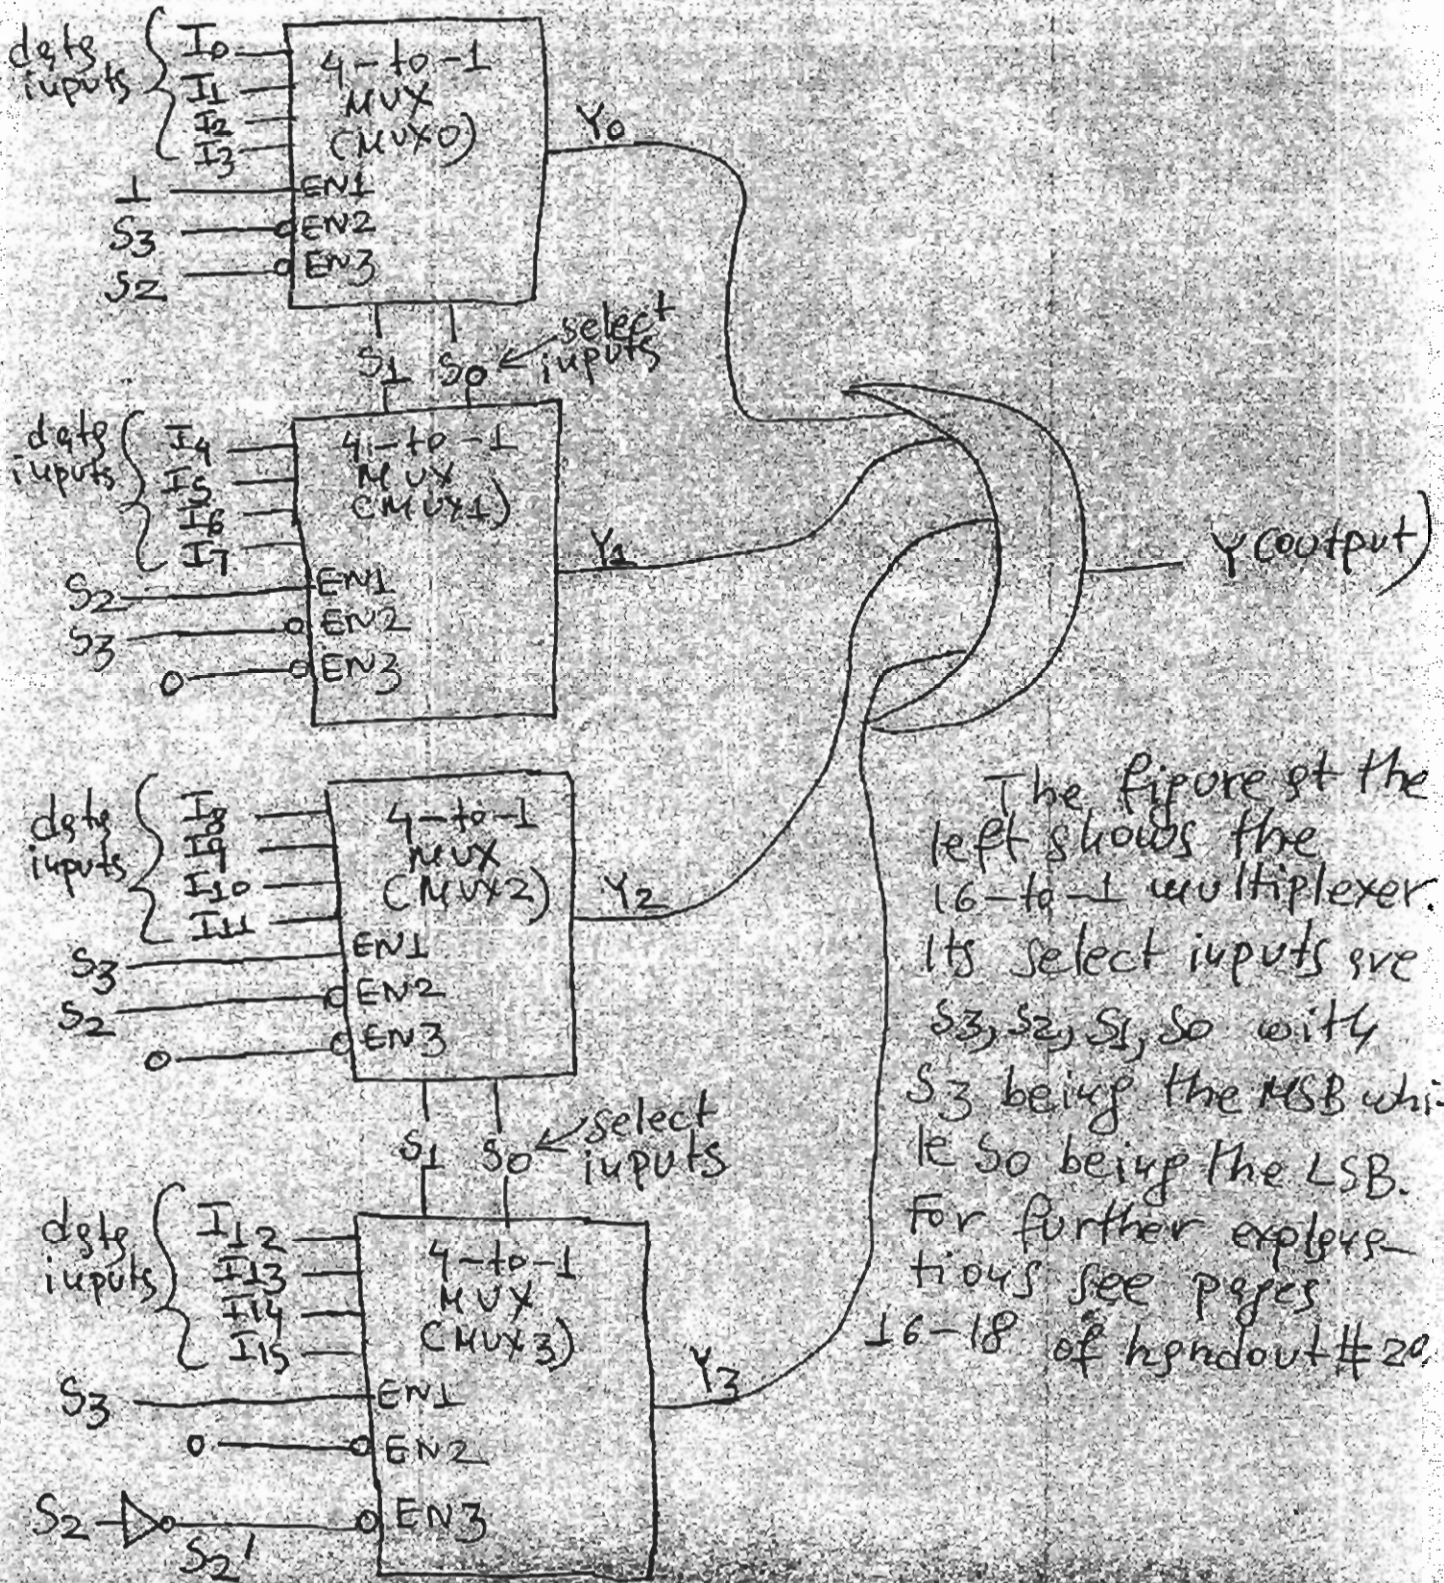 data
inputs
I0
I1
I2
I3
1
S3
S2
4-to-1
MUX
(MUX0)
EN1
EN2
EN3
Y0
S1 S0
select
inputs
data
inputs
I4
I5
I6
I7
S2
S3
0
4-to-1
MUX
(MUX1)
EN1
EN2
EN3
Y1
Y(output)
data
inputs
I8
I9
I10
I11
S3
S2
0
4-to-1
MUX
(MUX2)
EN1
EN2
EN3
Y2
S1 S0
select
inputs
data
inputs
I12
I13
I14
I15
S3
0
S2
S2'
4-to-1
MUX
(MUX3)
EN1
EN2
EN3
Y3
The figure at the
left shows the
16-to-1 multiplexer.
Its select inputs are
S3, S2, S1, S0 with
S3 being the MSB whi-
le S0 being the LSB.
For further explana-
tions see pages
16-18 of handout #20